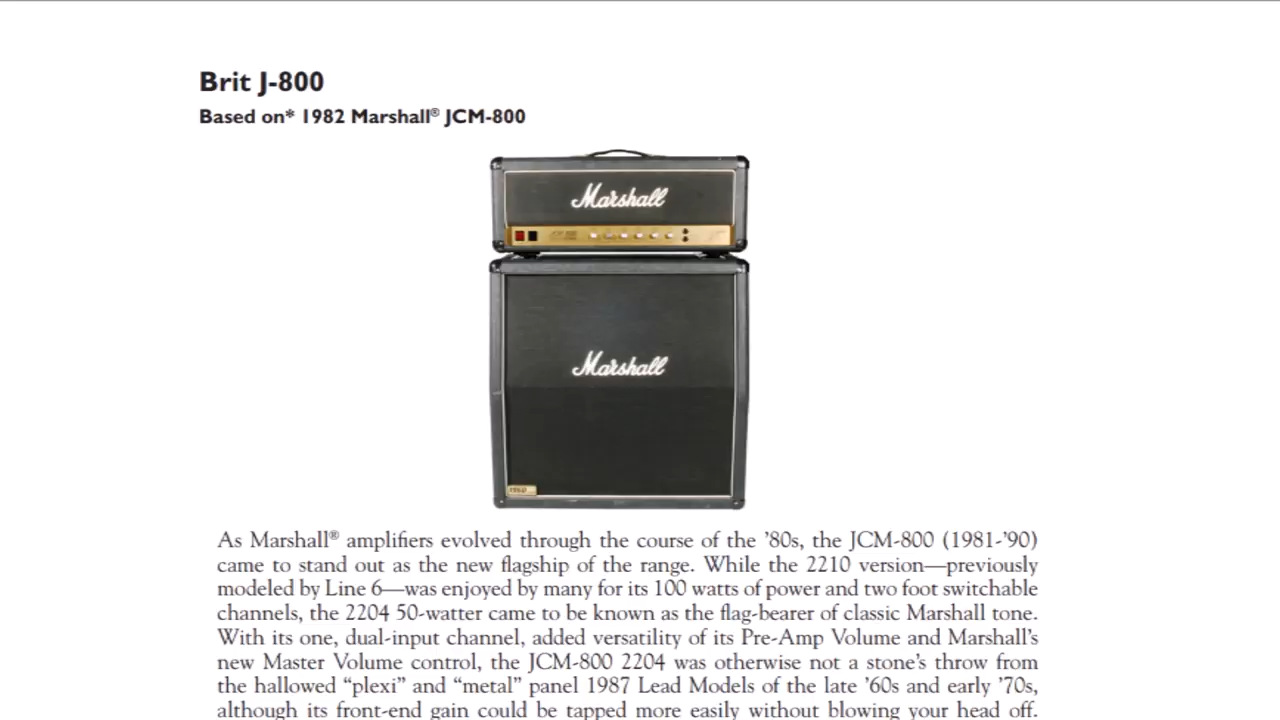 Brit J-800
Based on* 1982 Marshall® JCM-800
Marshall
JCM 800
Marshall
1960
As Marshall® amplifiers evolved through the course of the '80s, the JCM-800 (1981-'90)
came to stand out as the new flagship of the range. While the 2210 version—previously
modeled by Line 6—was enjoyed by many for its 100 watts of power and two foot switchable
channels, the 2204 50-watter came to be known as the flag-bearer of classic Marshall tone.
With its one, dual-input channel, added versatility of its Pre-Amp Volume and Marshall's
new Master Volume control, the JCM-800 2204 was otherwise not a stone's throw from
the hallowed “plexi” and “metal” panel 1987 Lead Models of the late '60s and early '70s,
although its front-end gain could be tapped more easily without blowing your head off.